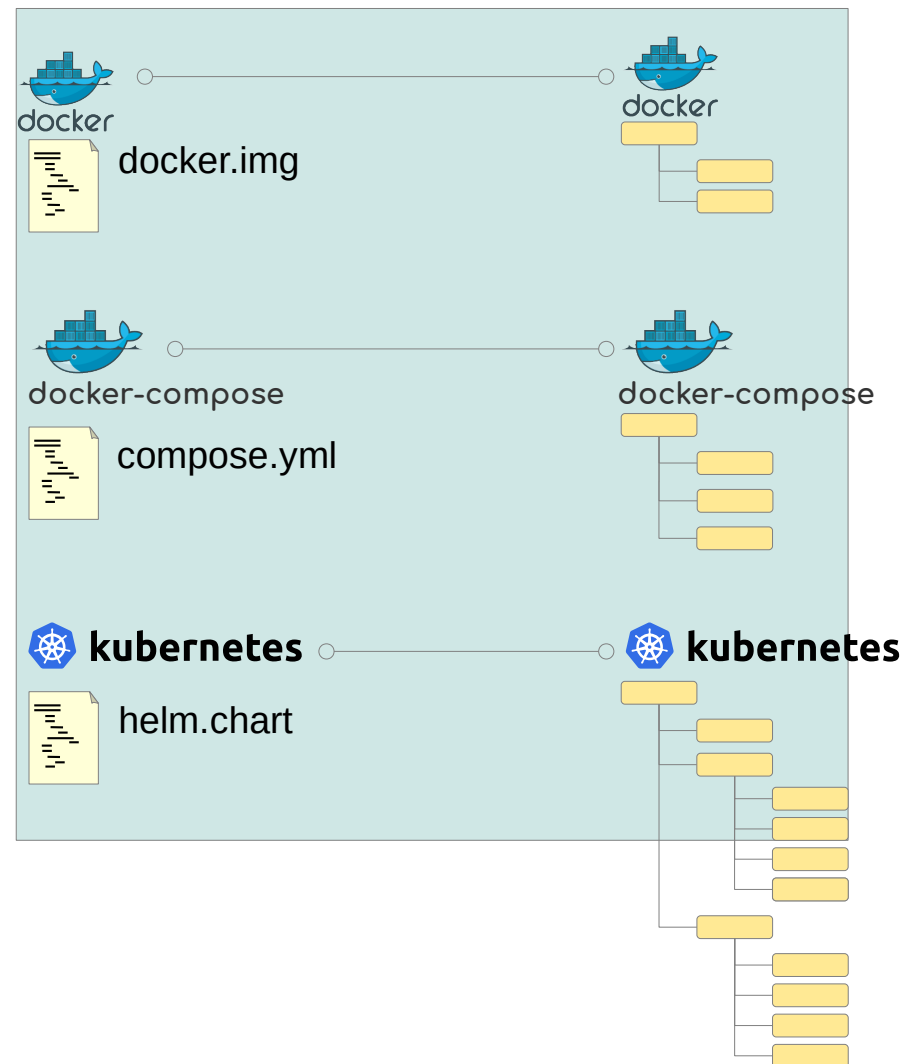 docker
docker
docker.img
docker-compose
docker-compose
compose.yml
kubernetes
kubernetes
helm.chart